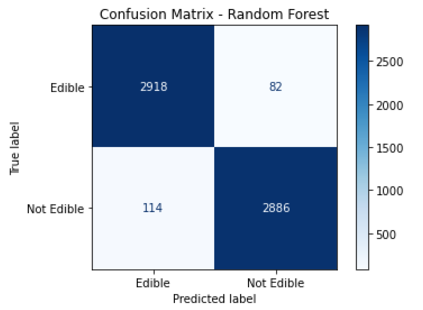 Confusion Matrix - Random Forest
Edible
2918
82
Not Edible
114
2886
Edible
Not Edible
True label
Predicted label
2500
2000
1500
1000
500